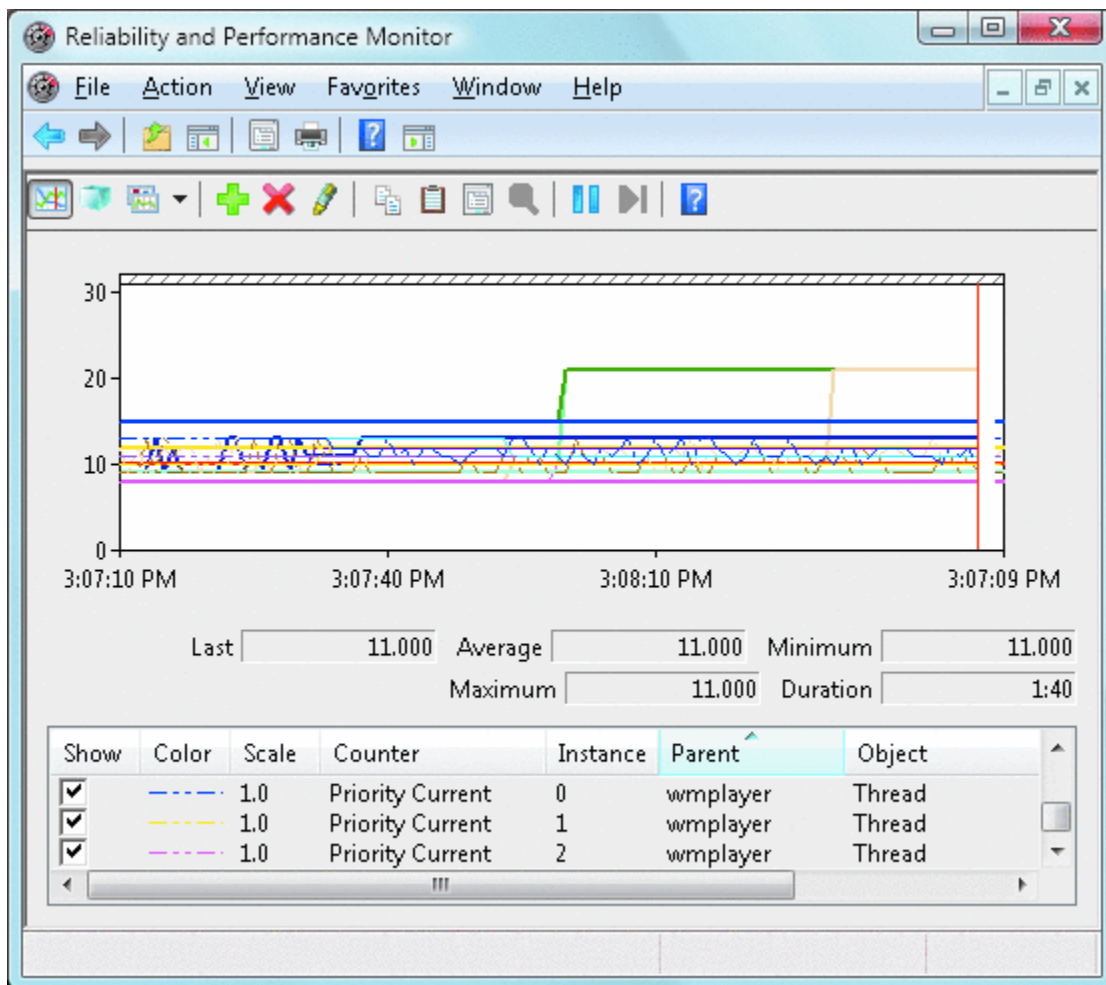 Reliability and Performance Monitor
File Action View Favorites Window Help
30
20
10
0
3:07:10 PM 3:07:40 PM 3:08:10 PM 3:07:09 PM
Last 11.000 Average 11.000 Minimum 11.000
Maximum 11.000 Duration 1:40
Show Color Scale Counter Instance Parent Object
1.0 Priority Current 0 wmplayer Thread
1.0 Priority Current 1 wmplayer Thread
1.0 Priority Current 2 wmplayer Thread